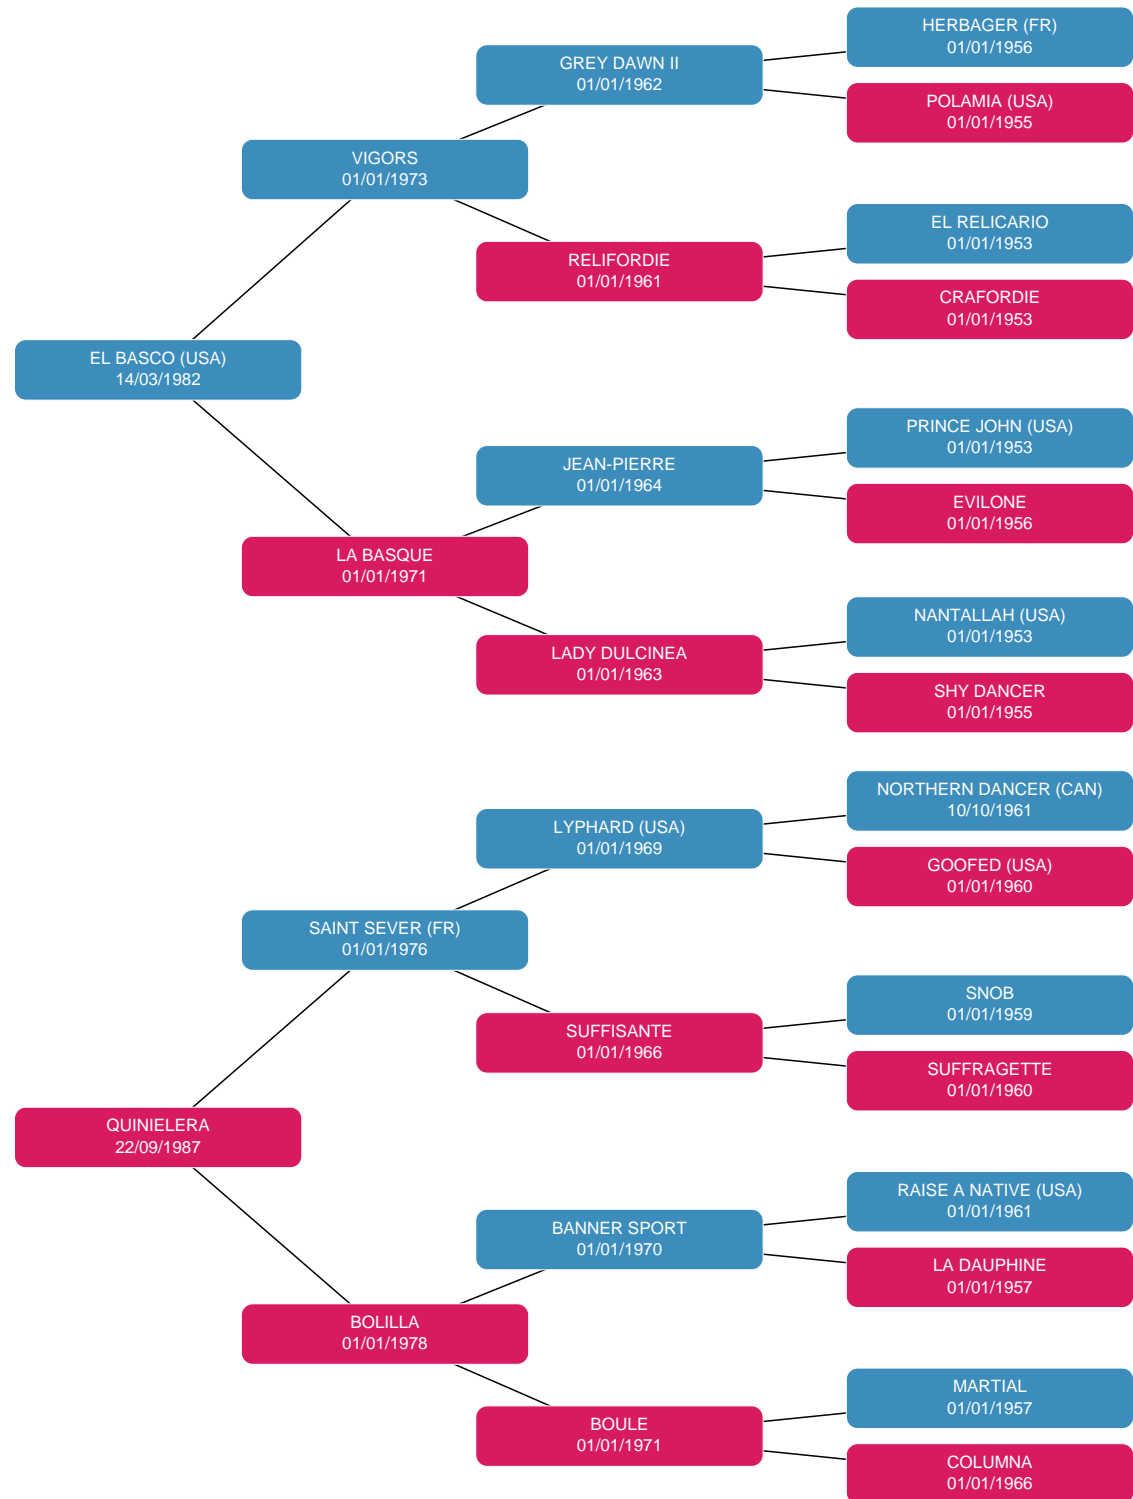 HERBAGER (FR)
01/01/1956
GREY DAWN II
01/01/1962
POLAMIA (USA)
01/01/1955
VIGORS
01/01/1973
EL RELICARIO
01/01/1953
RELIFORDIE
01/01/1961
CRAFORDIE
01/01/1953
EL BASCO (USA)
14/03/1982
PRINCE JOHN (USA)
01/01/1953
JEAN-PIERRE
01/01/1964
EVILONE
01/01/1956
LA BASQUE
01/01/1971
NANTALLAH (USA)
01/01/1953
LADY DULCINEA
01/01/1963
SHY DANCER
01/01/1955
NORTHERN DANCER (CAN)
10/10/1961
LYPHARD (USA)
01/01/1969
GOOFED (USA)
01/01/1960
SAINT SEVER (FR)
01/01/1976
SNOB
01/01/1959
SUFFISANTE
01/01/1966
SUFFRAGETTE
01/01/1960
QUINIELERA
22/09/1987
RAISE A NATIVE (USA)
01/01/1961
BANNER SPORT
01/01/1970
LA DAUPHINE
01/01/1957
BOLILLA
01/01/1978
MARTIAL
01/01/1957
BOULE
01/01/1971
COLUMNA
01/01/1966